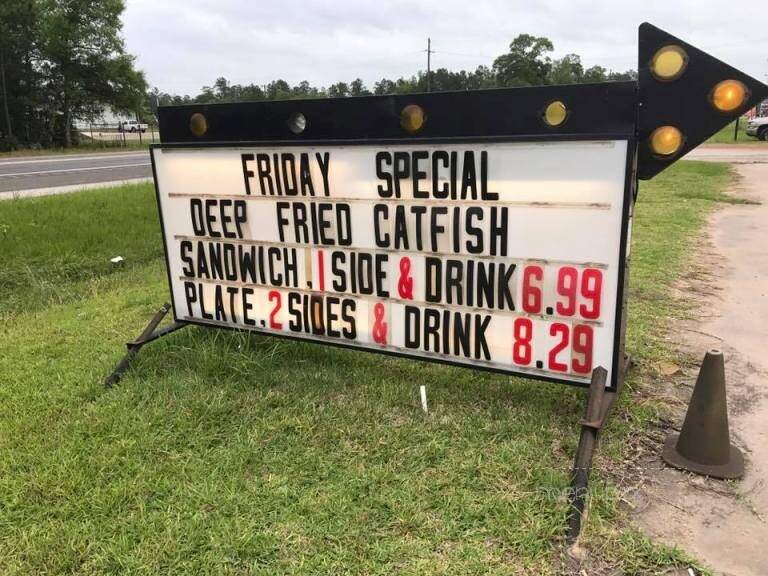 FRIDAY SPECIAL
DEEP FRIED CATFISH
SANDWICH, 1 SIDE & DRINK 6.99
PLATE, 2 SIDES & DRINK 8.29